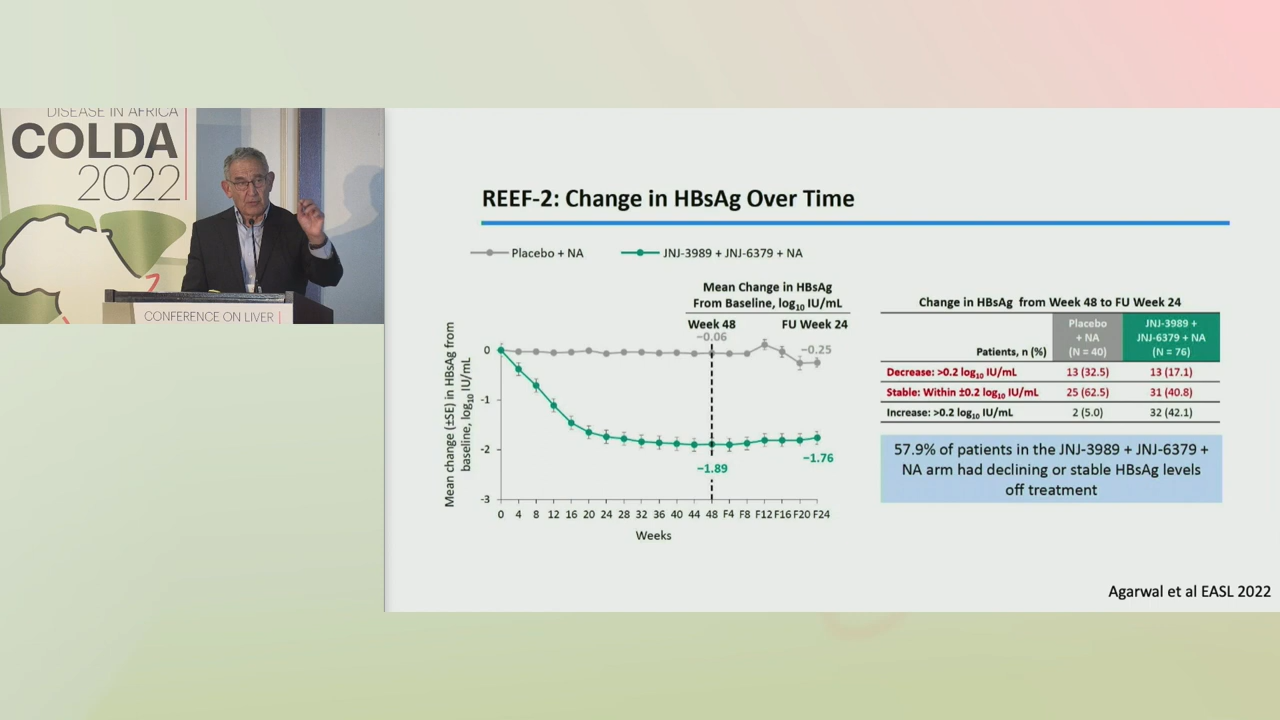 DISEASE IN AFRICA
COLDA
2022
CONFERENCE ON LIVER
REEF-2: Change in HBsAg Over Time
Placebo + NA
JNJ-3989 + JNJ-6379 + NA
Mean Change in HBsAg
From Baseline, log10 IU/mL
Week 48
FU Week 24
−0.06
−0.25
−1.89
−1.76
Mean change (±SE) in HBsAg from
baseline, log10 IU/mL
0
-1
-2
-3
0 4 8 12 16 20 24 28 32 36 40 44 48 F4 F8 F12 F16 F20 F24
Weeks
Change in HBsAg from Week 48 to FU Week 24
Patients, n (%)
Placebo
+ NA
(N = 40)
JNJ-3989 +
JNJ-6379 + NA
(N = 76)
Decrease: >0.2 log10 IU/mL 13 (32.5) 13 (17.1)
Stable: Within ±0.2 log10 IU/mL 25 (62.5) 31 (40.8)
Increase: >0.2 log10 IU/mL 2 (5.0) 32 (42.1)
57.9% of patients in the JNJ-3989 + JNJ-6379 +
NA arm had declining or stable HBsAg levels
off treatment
Agarwal et al EASL 2022